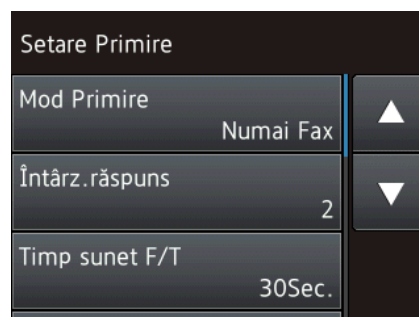 Setare Primire
Mod Primire
Numai Fax
Întârz.răspuns
2
Timp sunet F/T
30Sec.